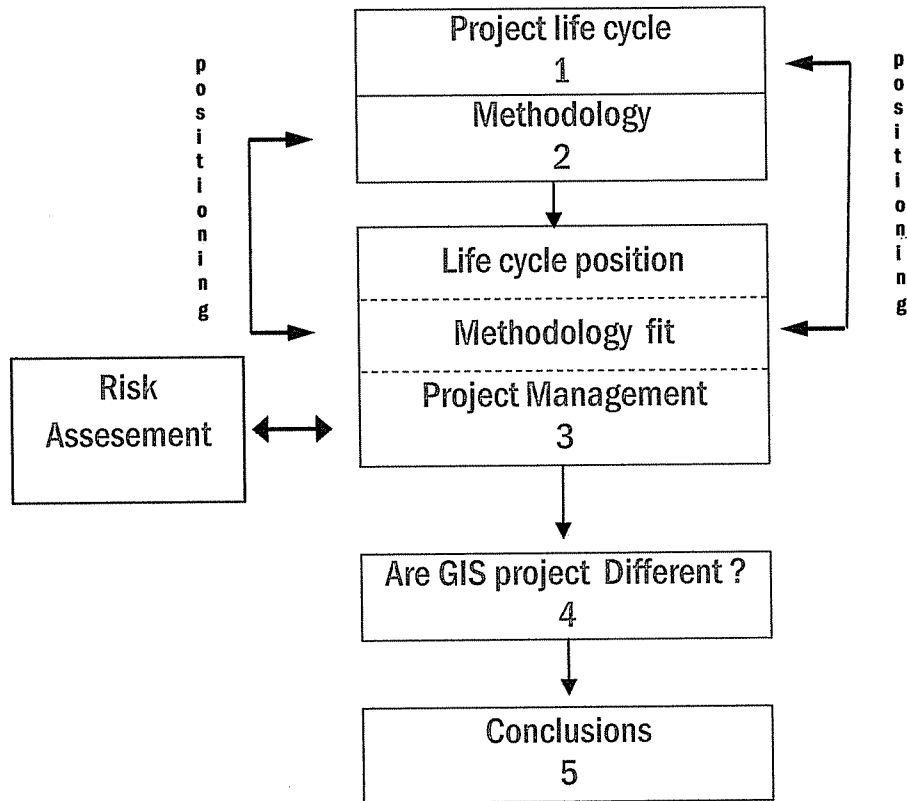 Project life cycle
1
Methodology
2
positioning
positioning
Life cycle position
Methodology fit
Project Management
3
Risk
Assesement
Are GIS project Different ?
4
Conclusions
5